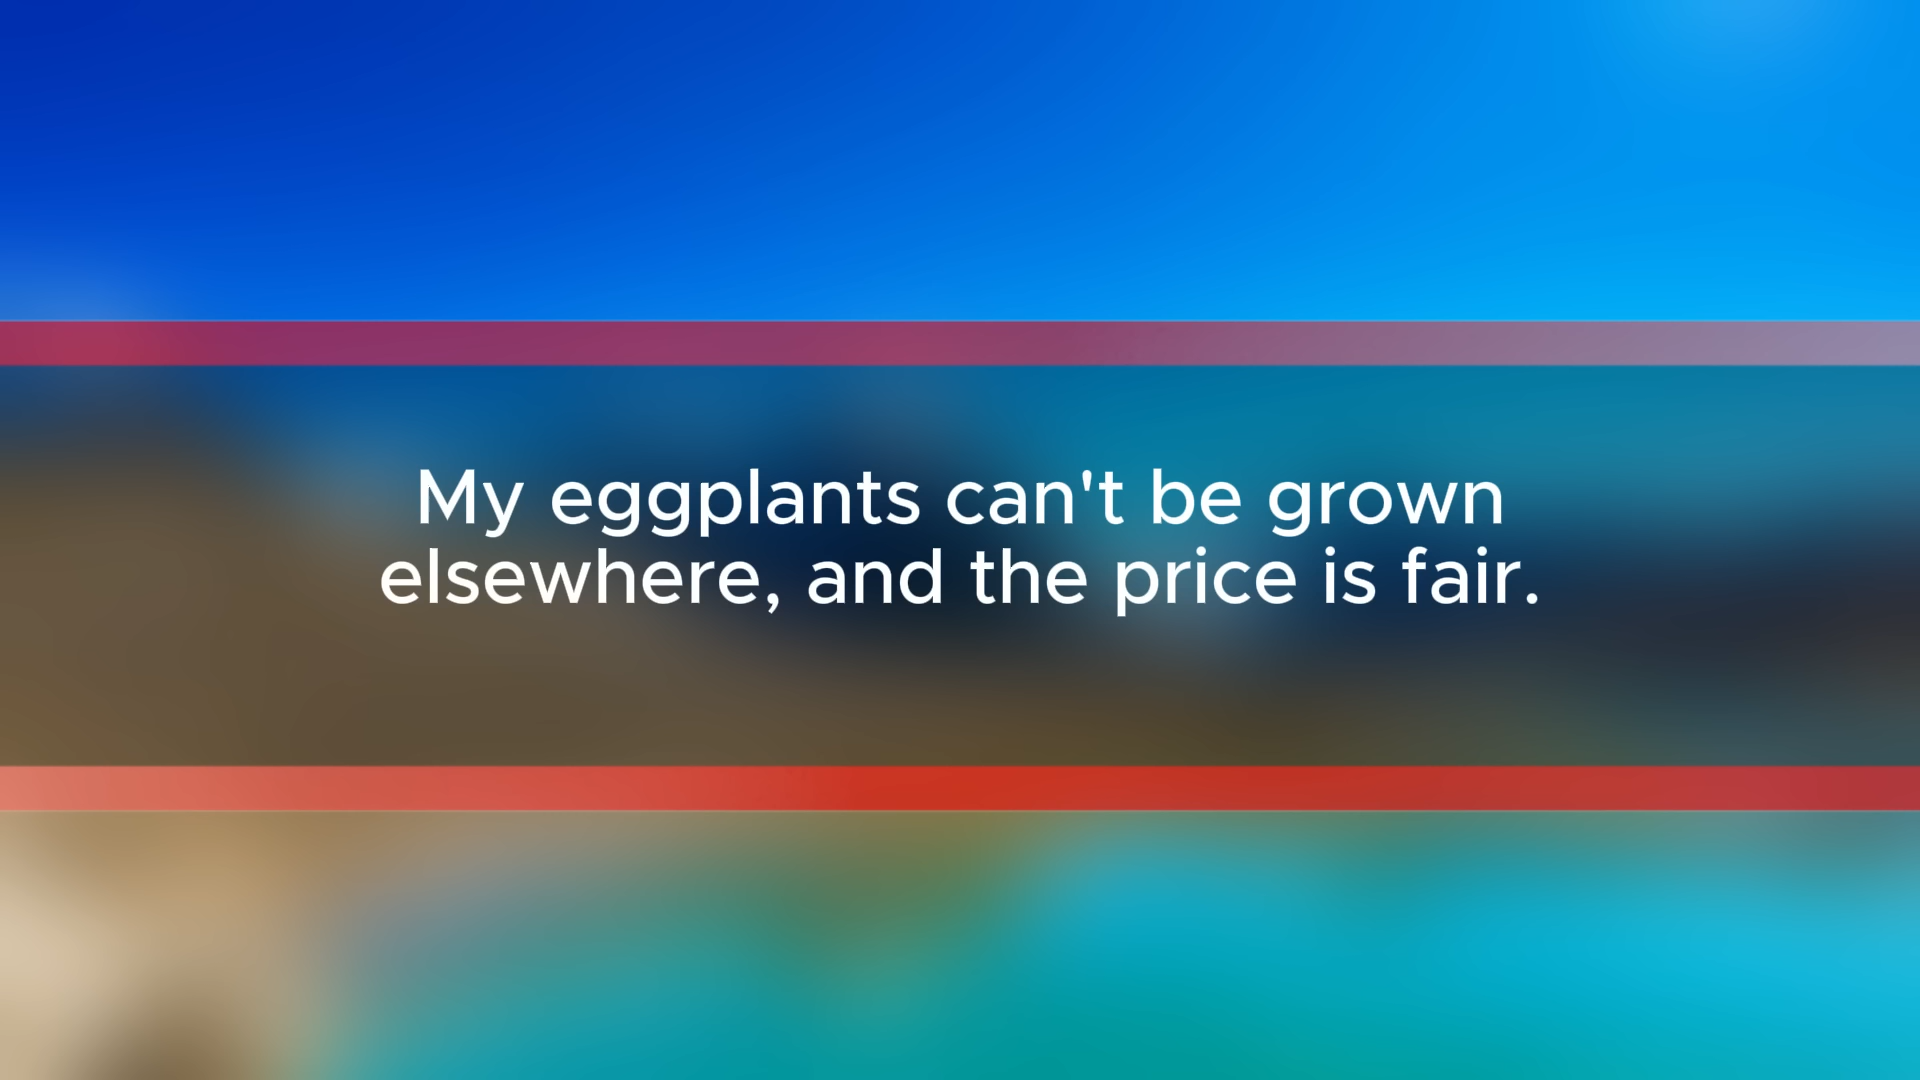 My eggplants can't be grown
elsewhere, and the price is fair.